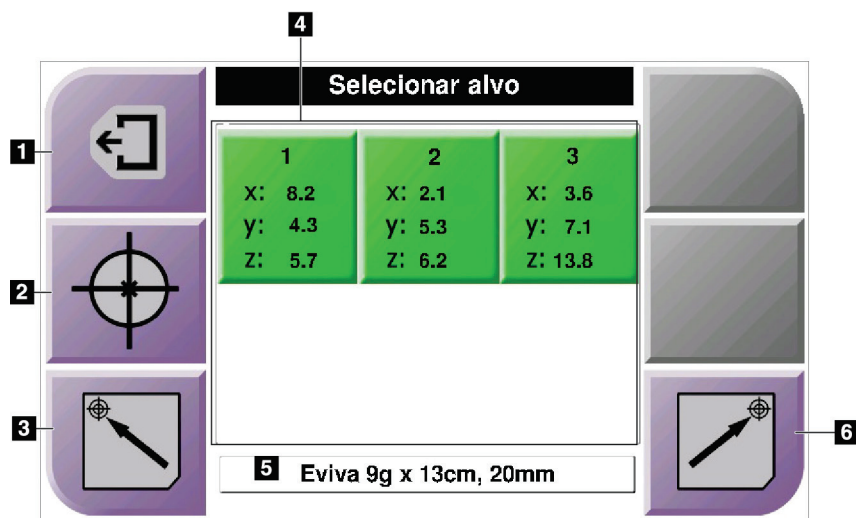 4
Selecionar alvo
1
1 2 3
x: 8.2 x: 2.1 x: 3.6
y: 4.3 y: 5.3 y: 7.1
z: 5.7 z: 6.2 z: 13.8
2
3
6
5 Eviva 9g x 13cm, 20mm